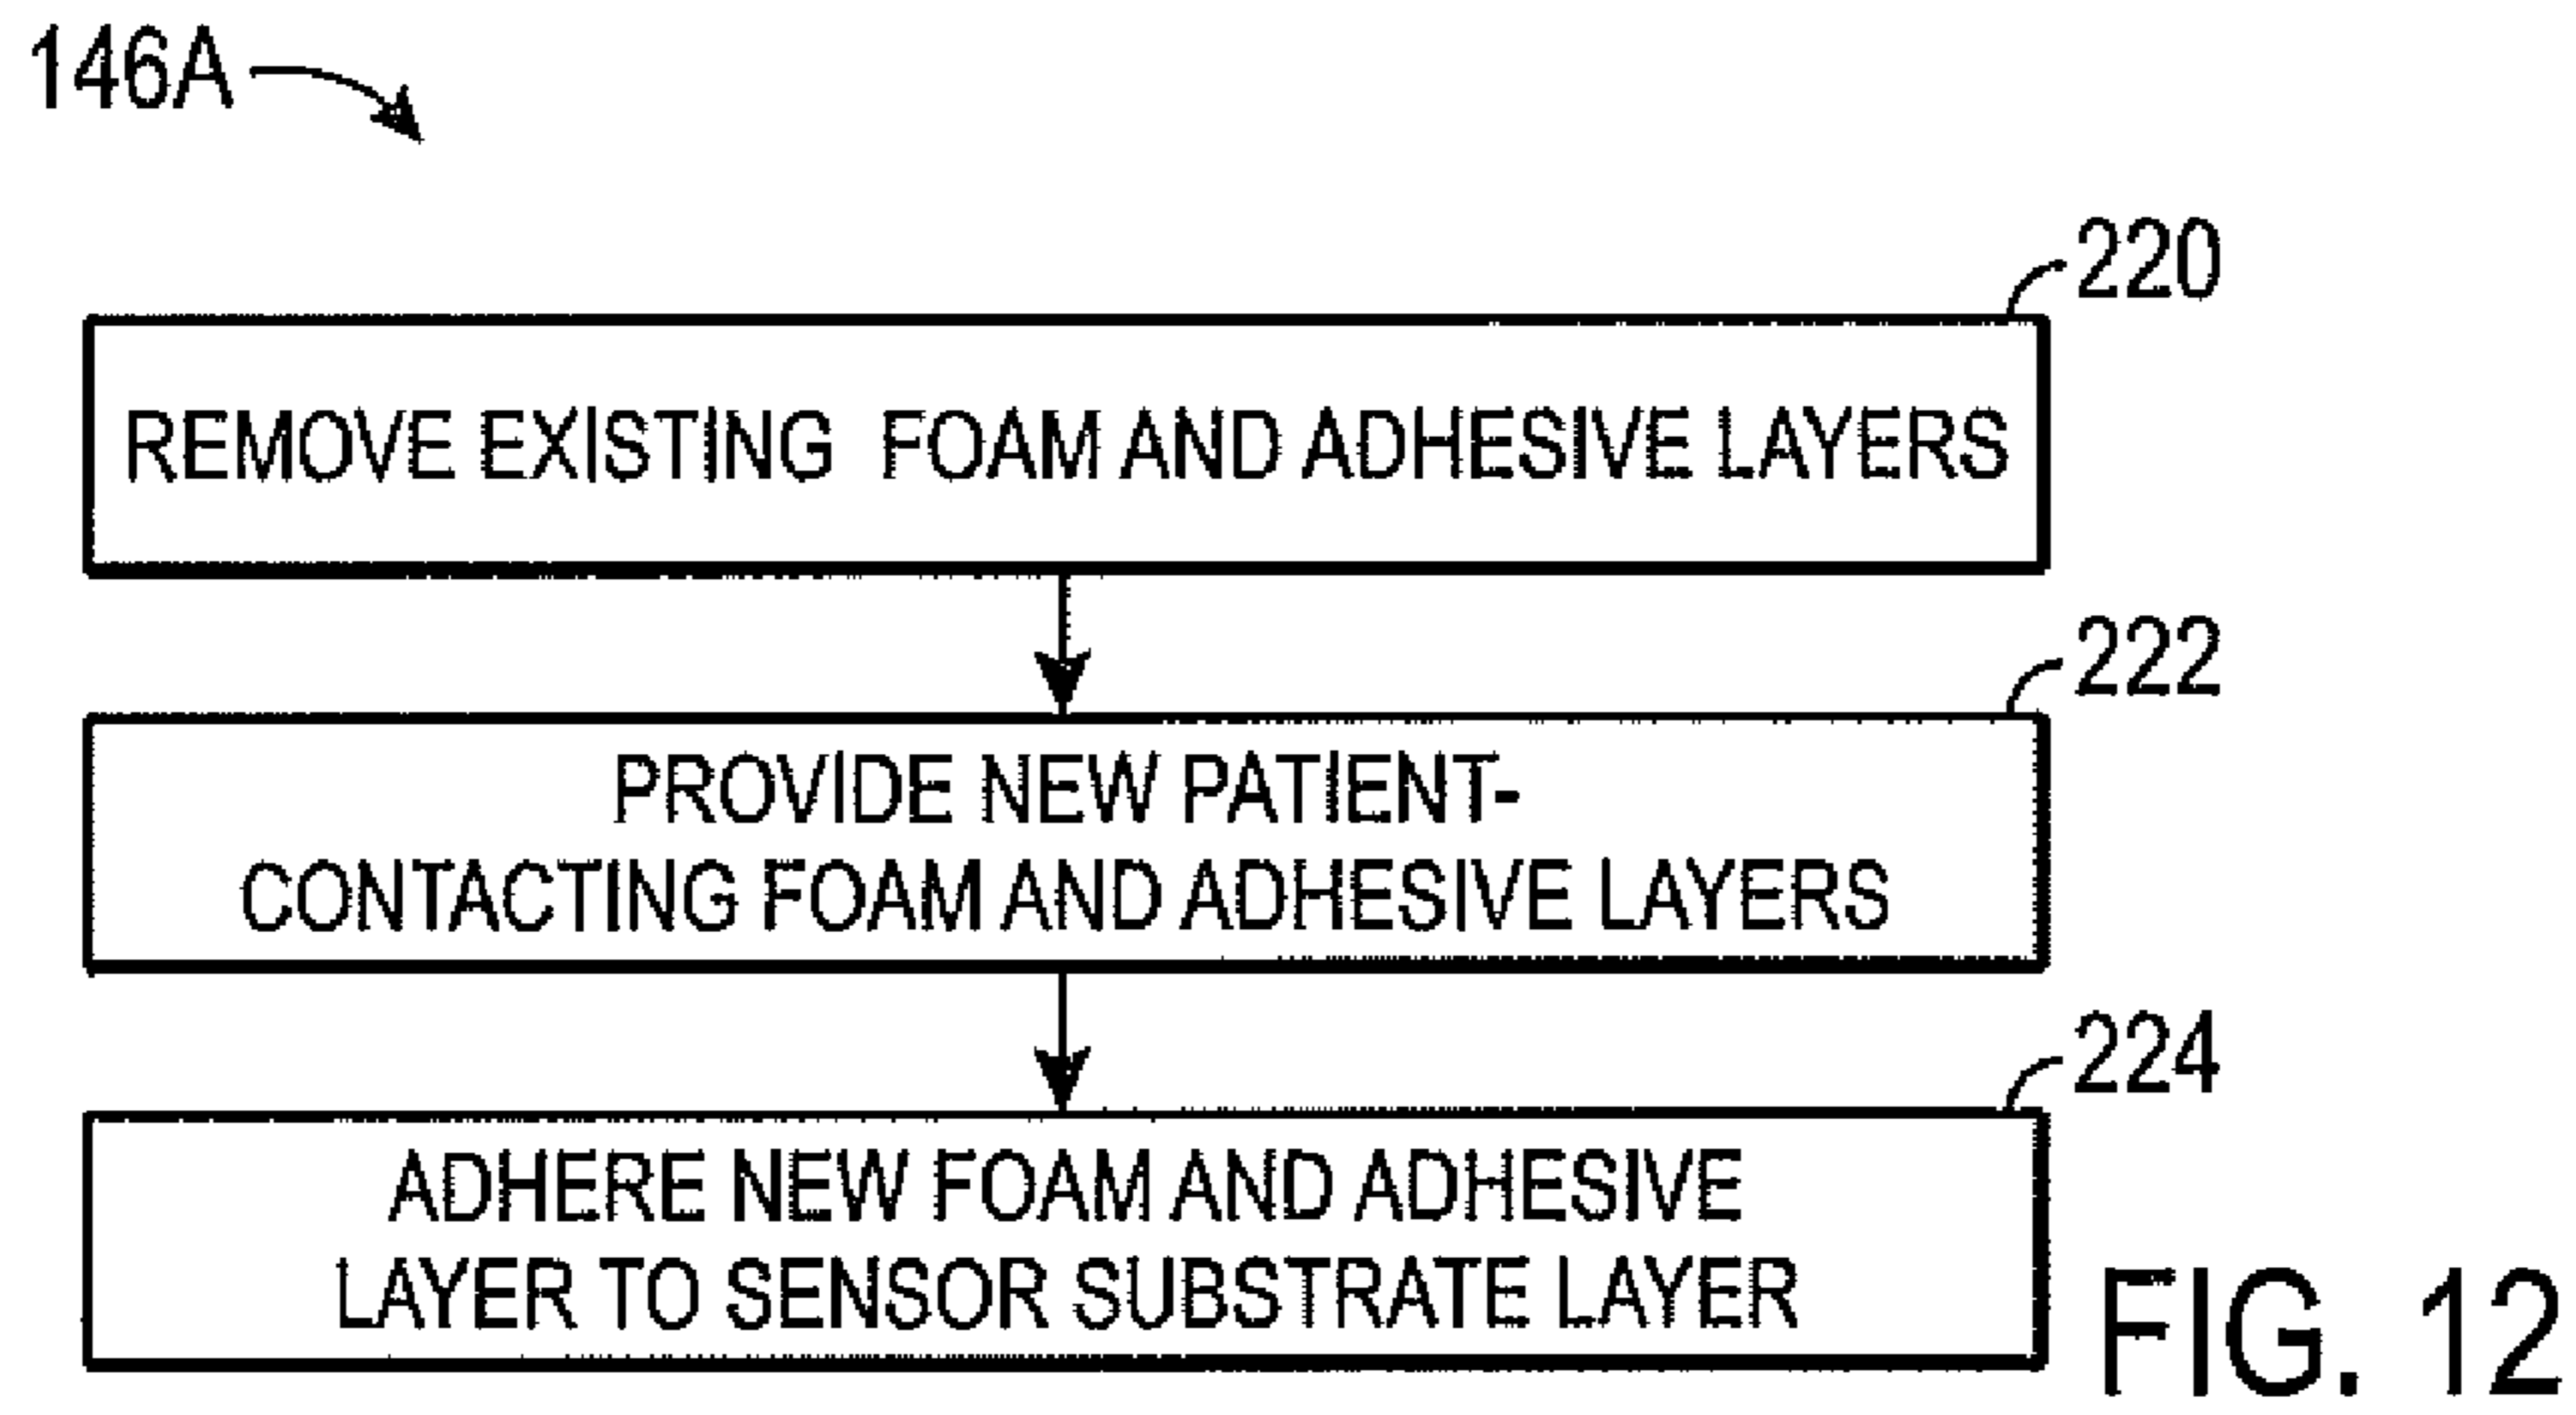 146A
220
REMOVE EXISTING FOAM AND ADHESIVE LAYERS
222
PROVIDE NEW PATIENT-
CONTACTING FOAM AND ADHESIVE LAYERS
224
ADHERE NEW FOAM AND ADHESIVE
LAYER TO SENSOR SUBSTRATE LAYER
FIG. 12